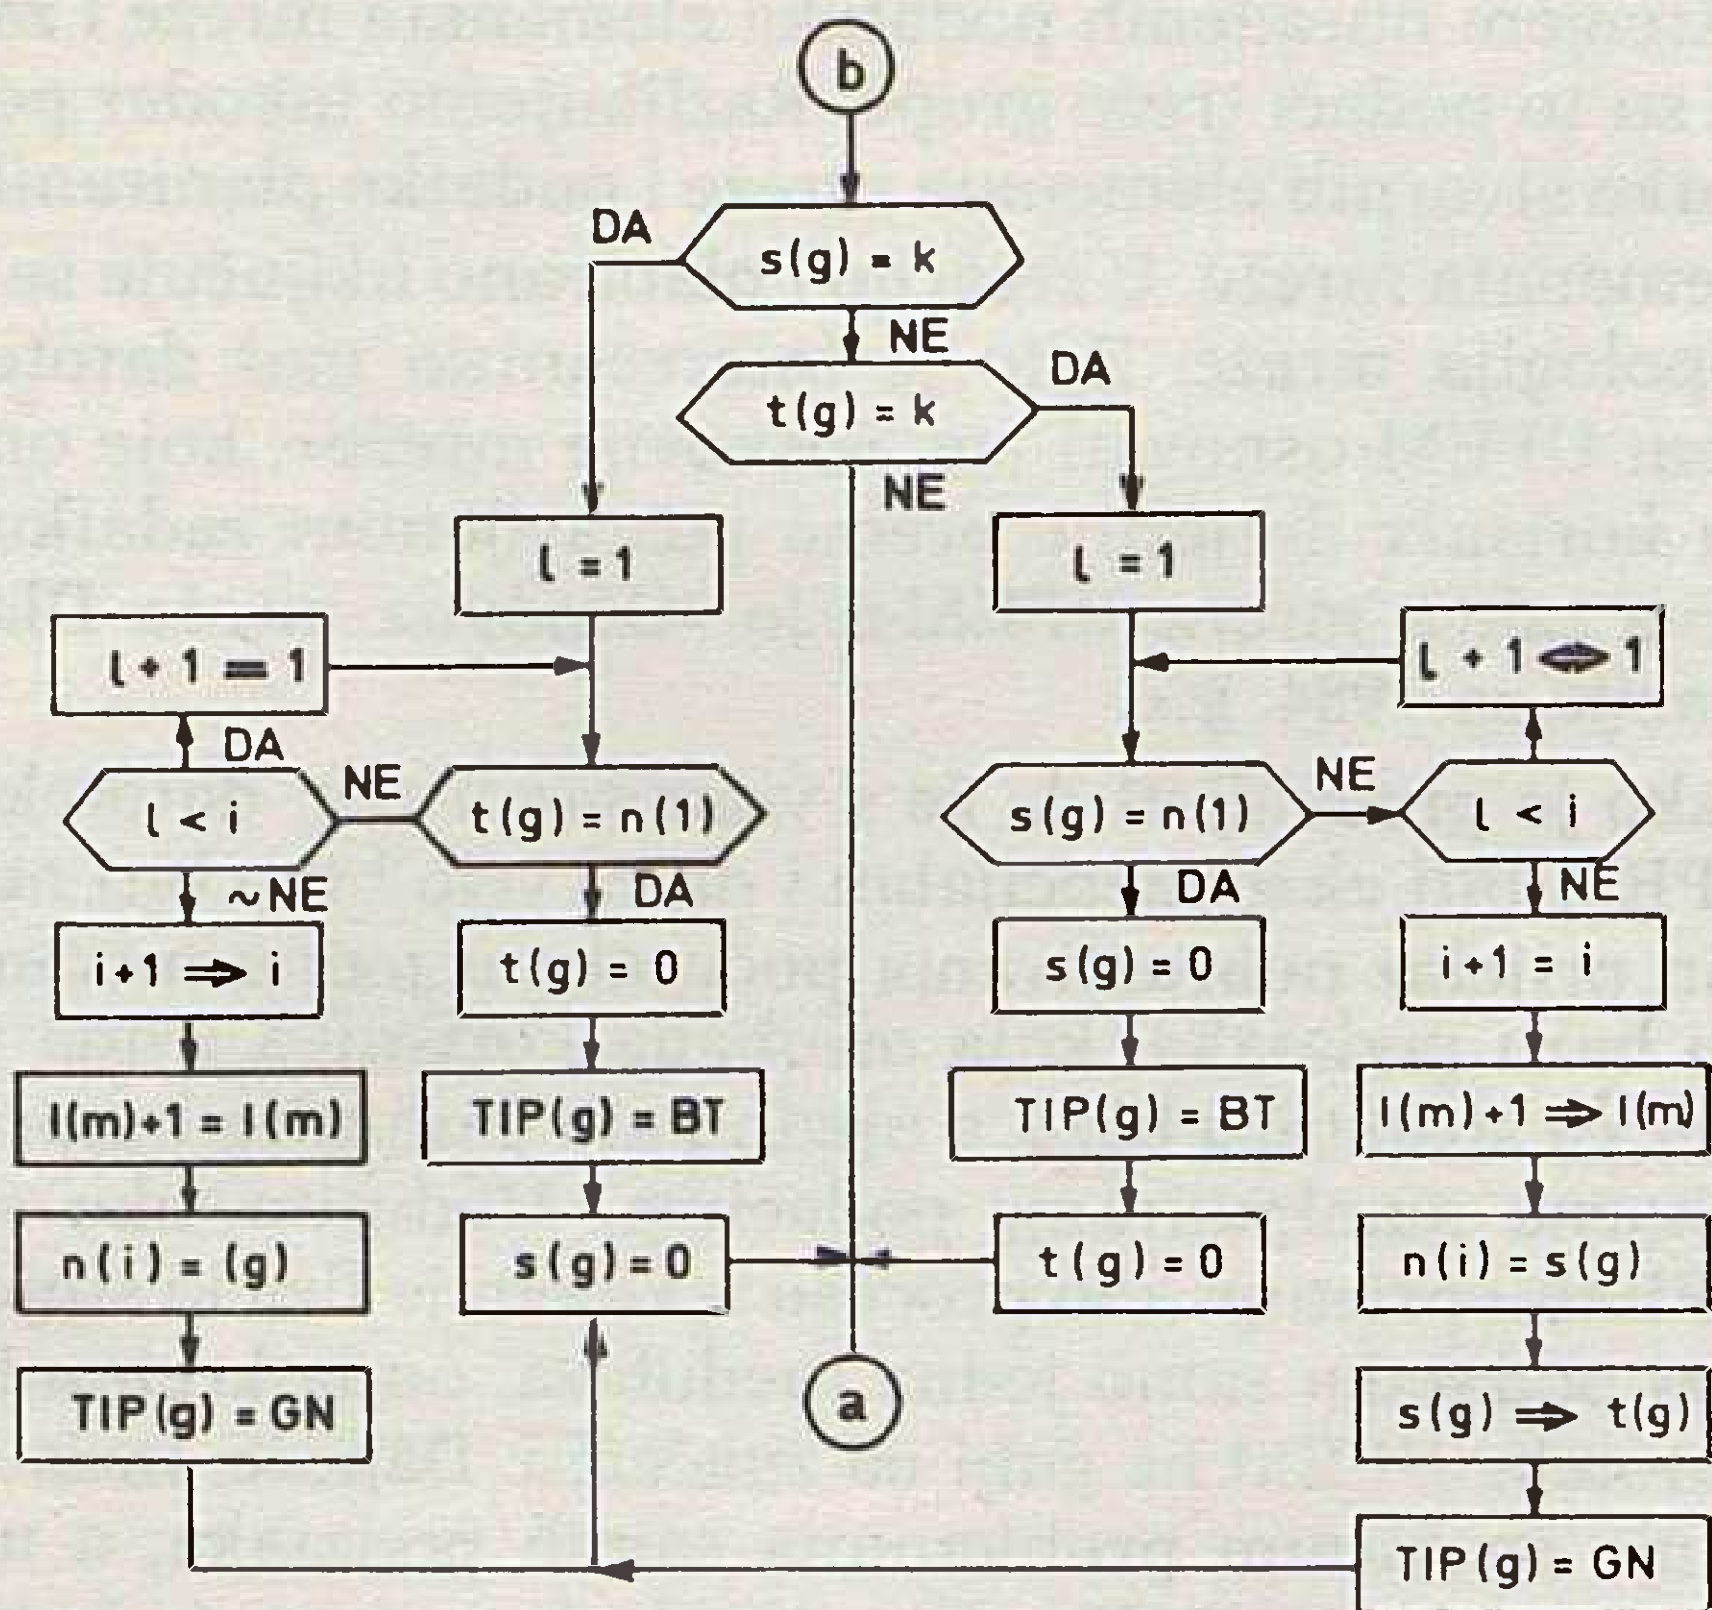 b
DA
s(g) = k
NE
DA
t(g) = k
NE
l = 1
l = 1
l + 1 = 1
l + 1 ⇔ 1
DA
l < i
NE
t(g) = n(1)
s(g) = n(1)
NE
l < i
~NE
DA
DA
NE
i+1 ⇒ i
t(g) = 0
s(g) = 0
i+1 = i
I(m)+1 = I(m)
TIP(g) = BT
TIP(g) = BT
I(m)+1 ⇒ I(m)
n(i) = (g)
s(g) = 0
t(g) = 0
n(i) = s(g)
TIP(g) = GN
a
s(g) ⇒ t(g)
TIP(g) = GN